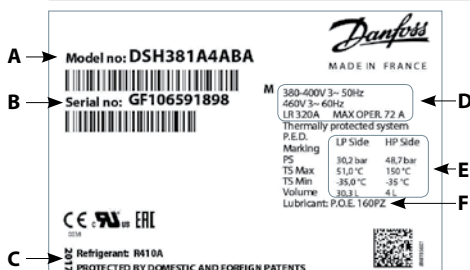 Danfoss
MADE IN FRANCE
A
Model no: DSH381A4ABA
B
Serial no: GF106591898
M
380-400V 3~ 50Hz
460V 3~ 60Hz
LR 320A MAX OPER. 72 A
D
Thermally protected system
P.E.D.
Marking LP Side HP Side
PS 30,2 bar 48,7 bar
TS Max 51,0 °C 150 °C
TS Min -35,0 °C -35 °C
Volume 30.3 L 4 L
E
Lubricant: P.O.E. 160PZ
F
CE us EAC
C
2017
Refrigerant: R410A
PROTECTED BY DOMESTIC AND FOREIGN PATENTS